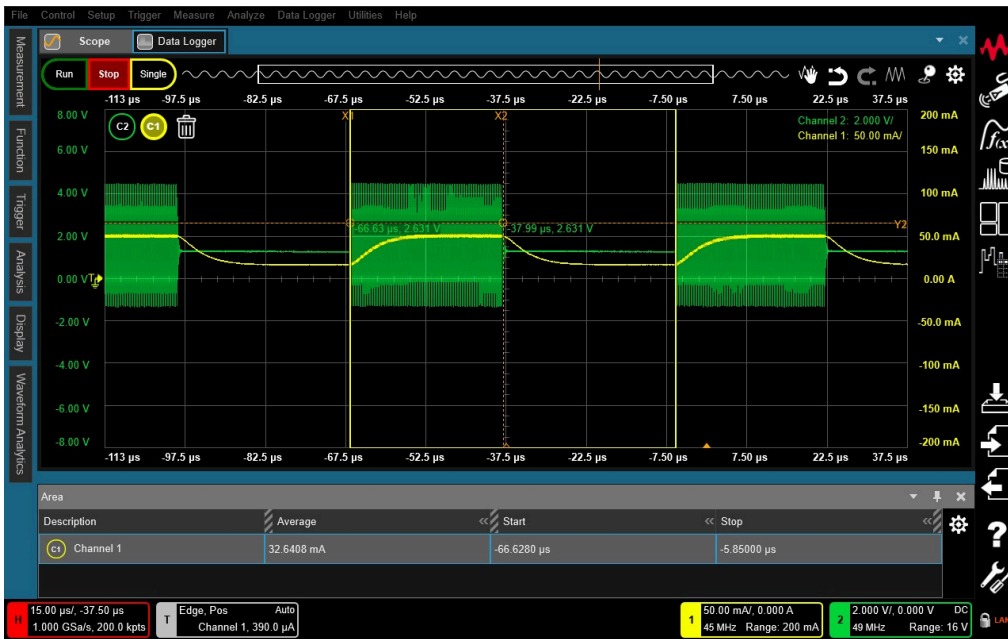 File Control Setup Trigger Measure Analyze Data Logger Utilities Help
Scope Data Logger
Run Stop Single
-113 µs -97.5 µs -82.5 µs -67.5 µs -52.5 µs -37.5 µs -22.5 µs -7.50 µs 7.50 µs 22.5 µs 37.5 µs
Measurement
Function
Trigger
Analysis
Display
Waveform Analytics
8.00 V
6.00 V
4.00 V
2.00 V
0.00 V
-2.00 V
-4.00 V
-6.00 V
-8.00 V
C2 C1
X1 X2
Channel 2: 2.000 V/
Channel 1: 50.00 mA/
-66.63 µs, 2.631 V
-37.99 µs, 2.631 V
Y2
T
200 mA
150 mA
100 mA
50.0 mA
0.00 A
-50.0 mA
-100 mA
-150 mA
-200 mA
-113 µs -97.5 µs -82.5 µs -67.5 µs -52.5 µs -37.5 µs -22.5 µs -7.50 µs 7.50 µs 22.5 µs 37.5 µs
f(x)
Area
Description Average Start Stop
C1 Channel 1 32.6408 mA -66.6280 µs -5.85000 µs
?
H
15.00 µs/, -37.50 µs
1.000 GSa/s, 200.0 kpts
T
Edge, Pos Auto
Channel 1, 390.0 µA
1
50.00 mA/, 0.000 A
45 MHz Range: 200 mA
2
2.000 V/, 0.000 V DC
49 MHz Range: 16 V
LAN